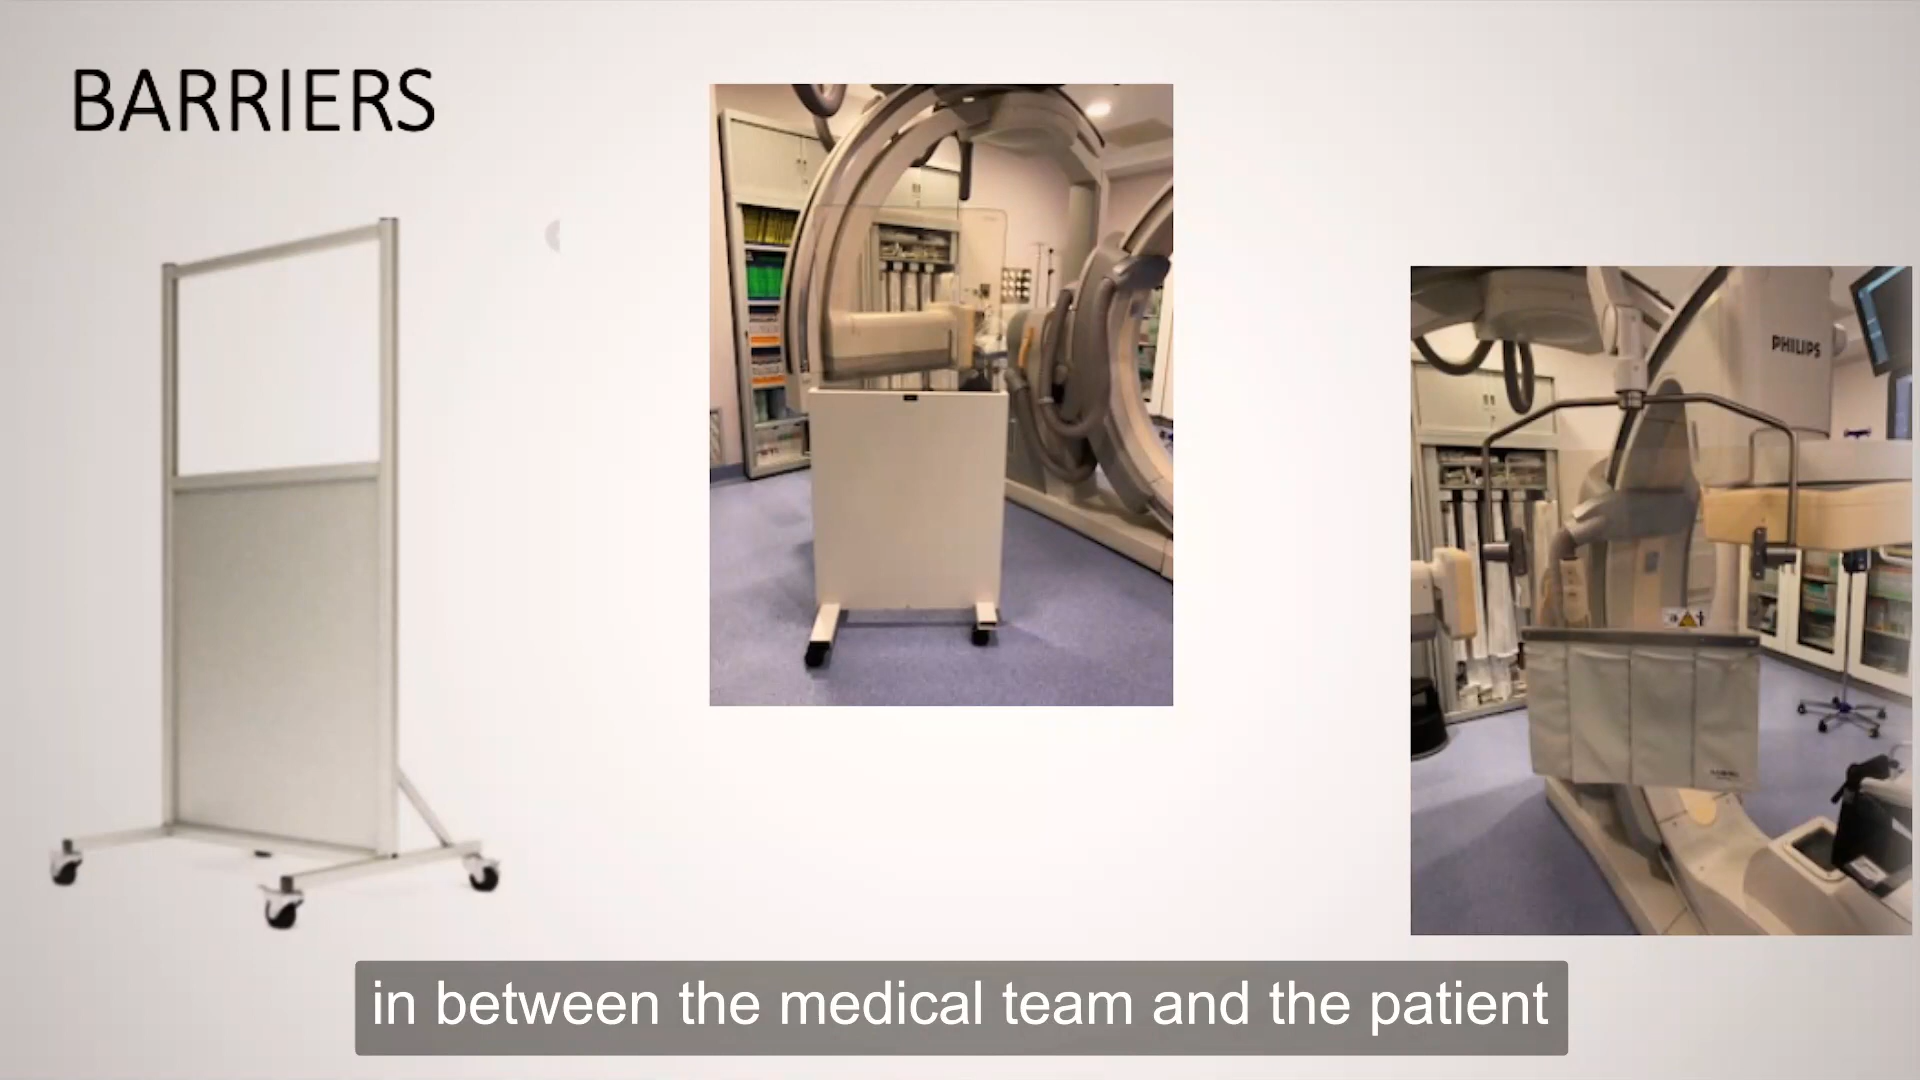 BARRIERS
PHILIPS
in between the medical team and the patient